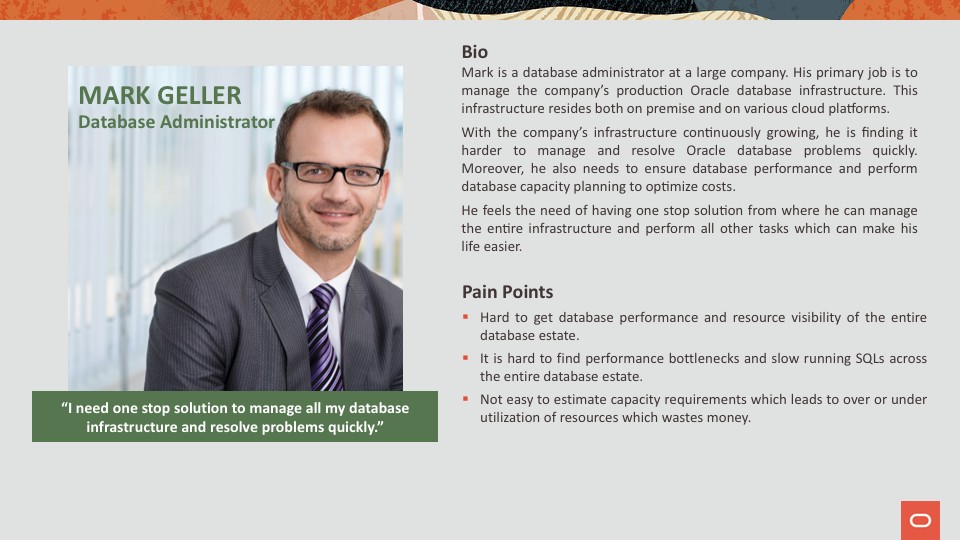 MARK GELLER
Database Administrator
“I need one stop solution to manage all my database
infrastructure and resolve problems quickly.”
Bio
Mark is a database administrator at a large company. His primary job is to
manage the company’s production Oracle database infrastructure. This
infrastructure resides both on premise and on various cloud platforms.
With the company’s infrastructure continuously growing, he is finding it
harder to manage and resolve Oracle database problems quickly.
Moreover, he also needs to ensure database performance and perform
database capacity planning to optimize costs.
He feels the need of having one stop solution from where he can manage
the entire infrastructure and perform all other tasks which can make his
life easier.
Pain Points
▪ Hard to get database performance and resource visibility of the entire
database estate.
▪ It is hard to find performance bottlenecks and slow running SQLs across
the entire database estate.
▪ Not easy to estimate capacity requirements which leads to over or under
utilization of resources which wastes money.